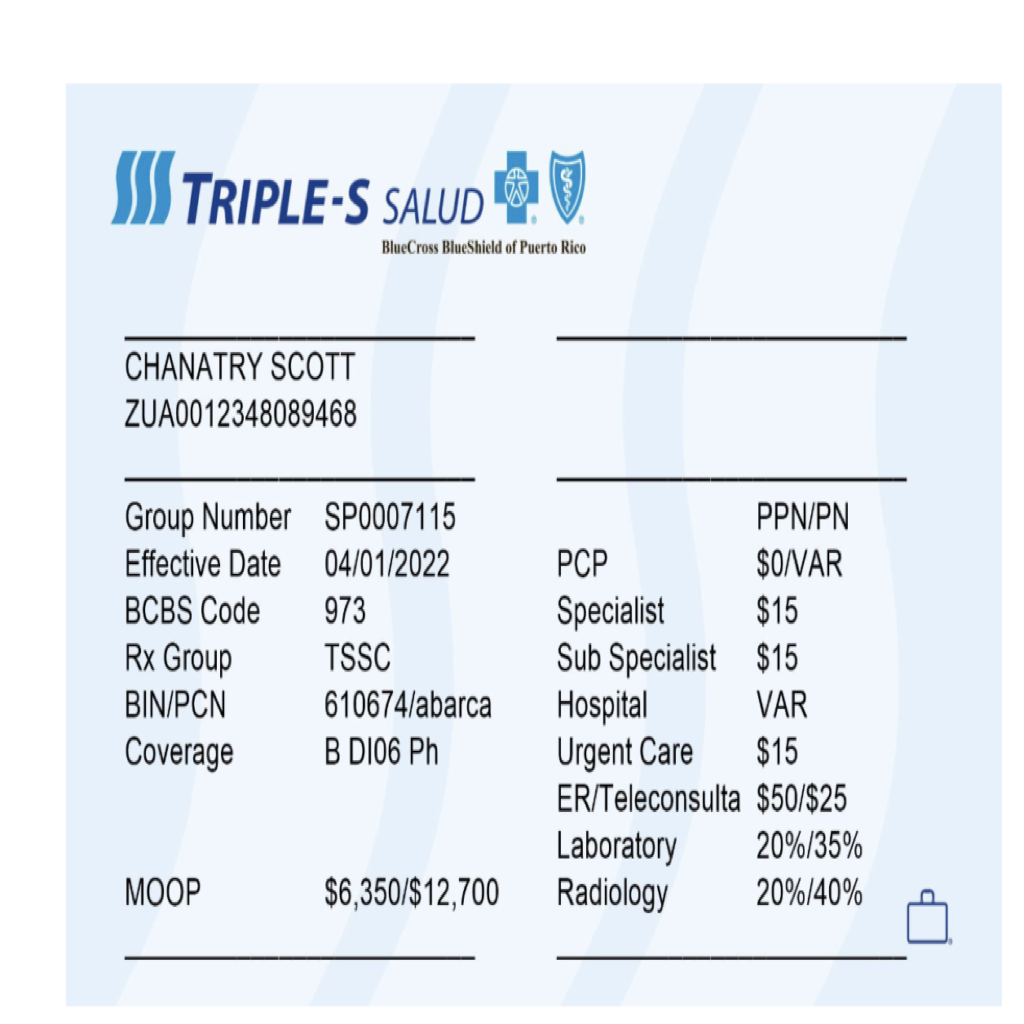 TRIPLE-S SALUD
BlueCross BlueShield of Puerto Rico
CHANATRY SCOTT
ZUA0012348089468
Group Number SP0007115
Effective Date 04/01/2022
BCBS Code 973
Rx Group TSSC
BIN/PCN 610674/abarca
Coverage B DI06 Ph
MOOP $6,350/$12,700
PPN/PN
PCP $0/VAR
Specialist $15
Sub Specialist $15
Hospital VAR
Urgent Care $15
ER/Teleconsulta $50/$25
Laboratory 20%/35%
Radiology 20%/40%